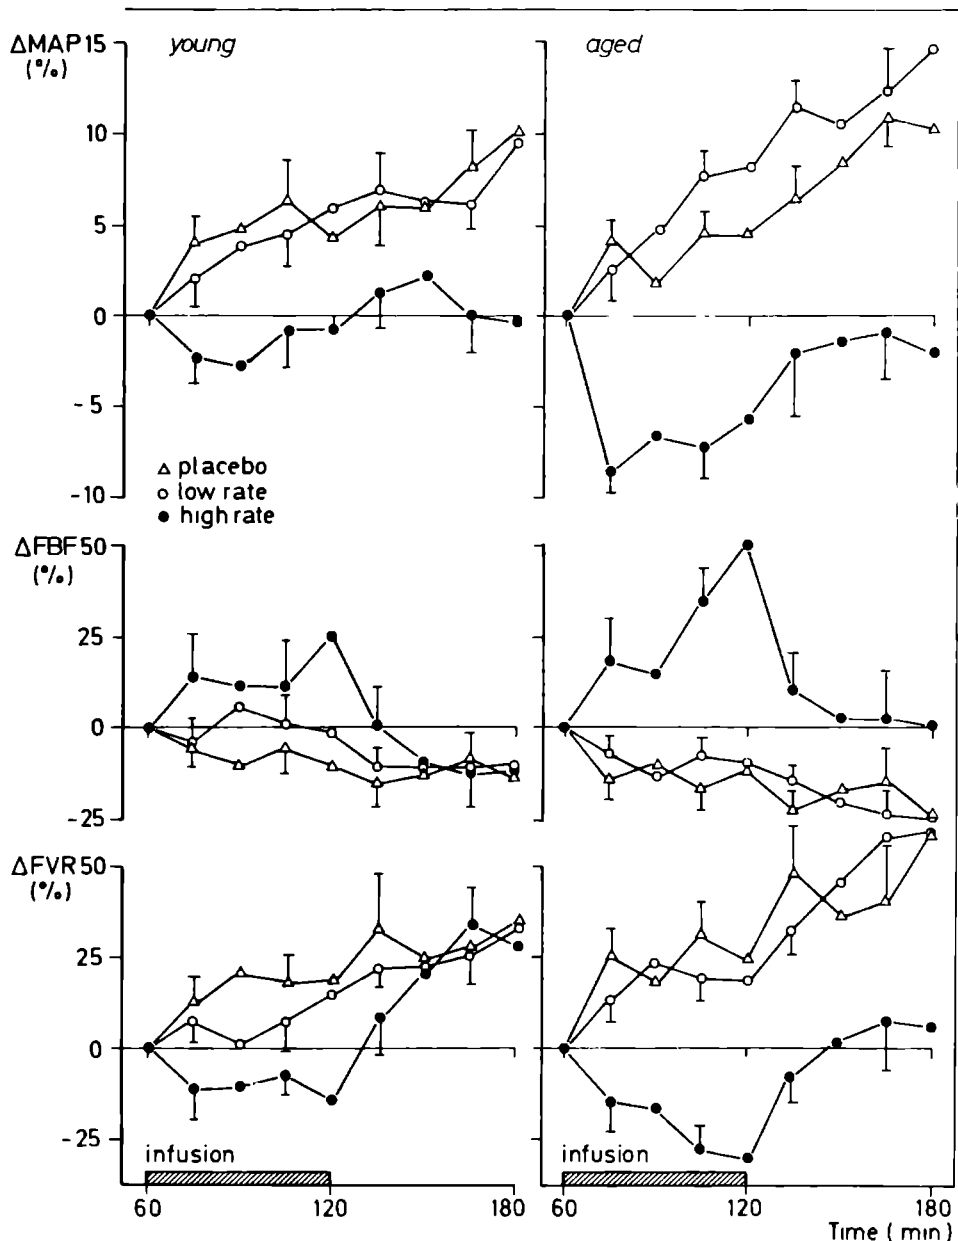 ΔMAP 15 young aged
(%)
10
5
0
-5
-10
△ placebo
○ low rate
● high rate
ΔFBF 50
(%)
25
0
-25
ΔFVR 50
(%)
25
0
-25
infusion infusion
60 120 180 60 120 180
Time (min)